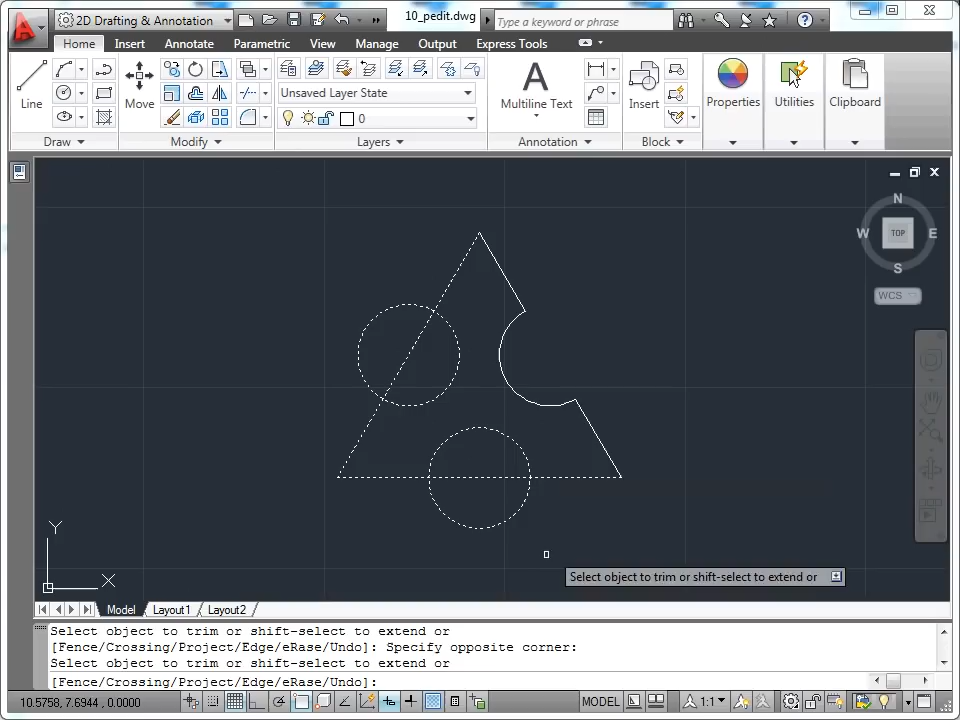 2D Drafting & Annotation
10_pedit.dwg
Type a keyword or phrase
Home Insert Annotate Parametric View Manage Output Express Tools
Line
Move
Unsaved Layer State
0
Multiline Text
Insert
Properties
Utilities
Clipboard
Draw
Modify
Layers
Annotation
Block
N
W TOP E
S
WCS
Y
X
Select object to trim or shift-select to extend or
Model Layout1 Layout2
Select object to trim or shift-select to extend or
[Fence/Crossing/Project/Edge/eRase/Undo]: Specify opposite corner:
Select object to trim or shift-select to extend or
[Fence/Crossing/Project/Edge/eRase/Undo]:
10.5758, 7.6944 , 0.0000
MODEL
1:1